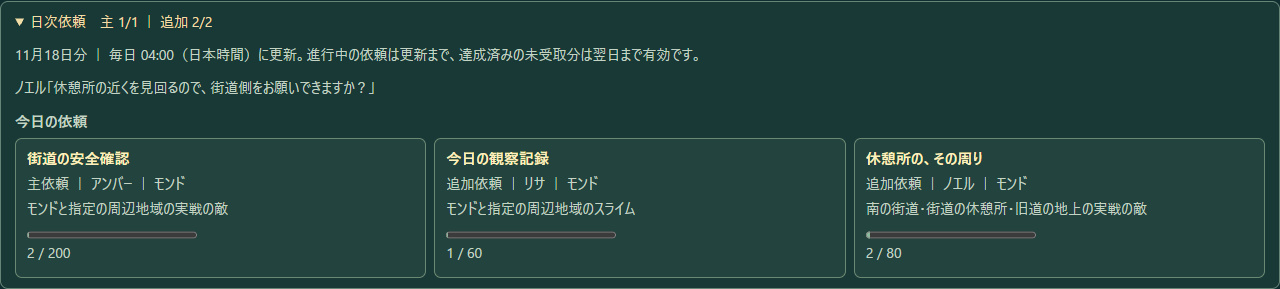 ▼ 日次依頼　主 1/1 ｜ 追加 2/2
11月18日分 ｜ 毎日 04:00（日本時間）に更新。進行中の依頼は更新まで、達成済みの未受取分は翌日まで有効です。
ノエル「休憩所の近くを見回るので、街道側をお願いできますか？」
今日の依頼
街道の安全確認
主依頼 ｜ アンバー ｜ モンド
モンドと指定の周辺地域の実戦の敵
2 / 200
今日の観察記録
追加依頼 ｜ リサ ｜ モンド
モンドと指定の周辺地域のスライム
1 / 60
休憩所の、その周り
追加依頼 ｜ ノエル ｜ モンド
南の街道・街道の休憩所・旧道の地上の実戦の敵
2 / 80